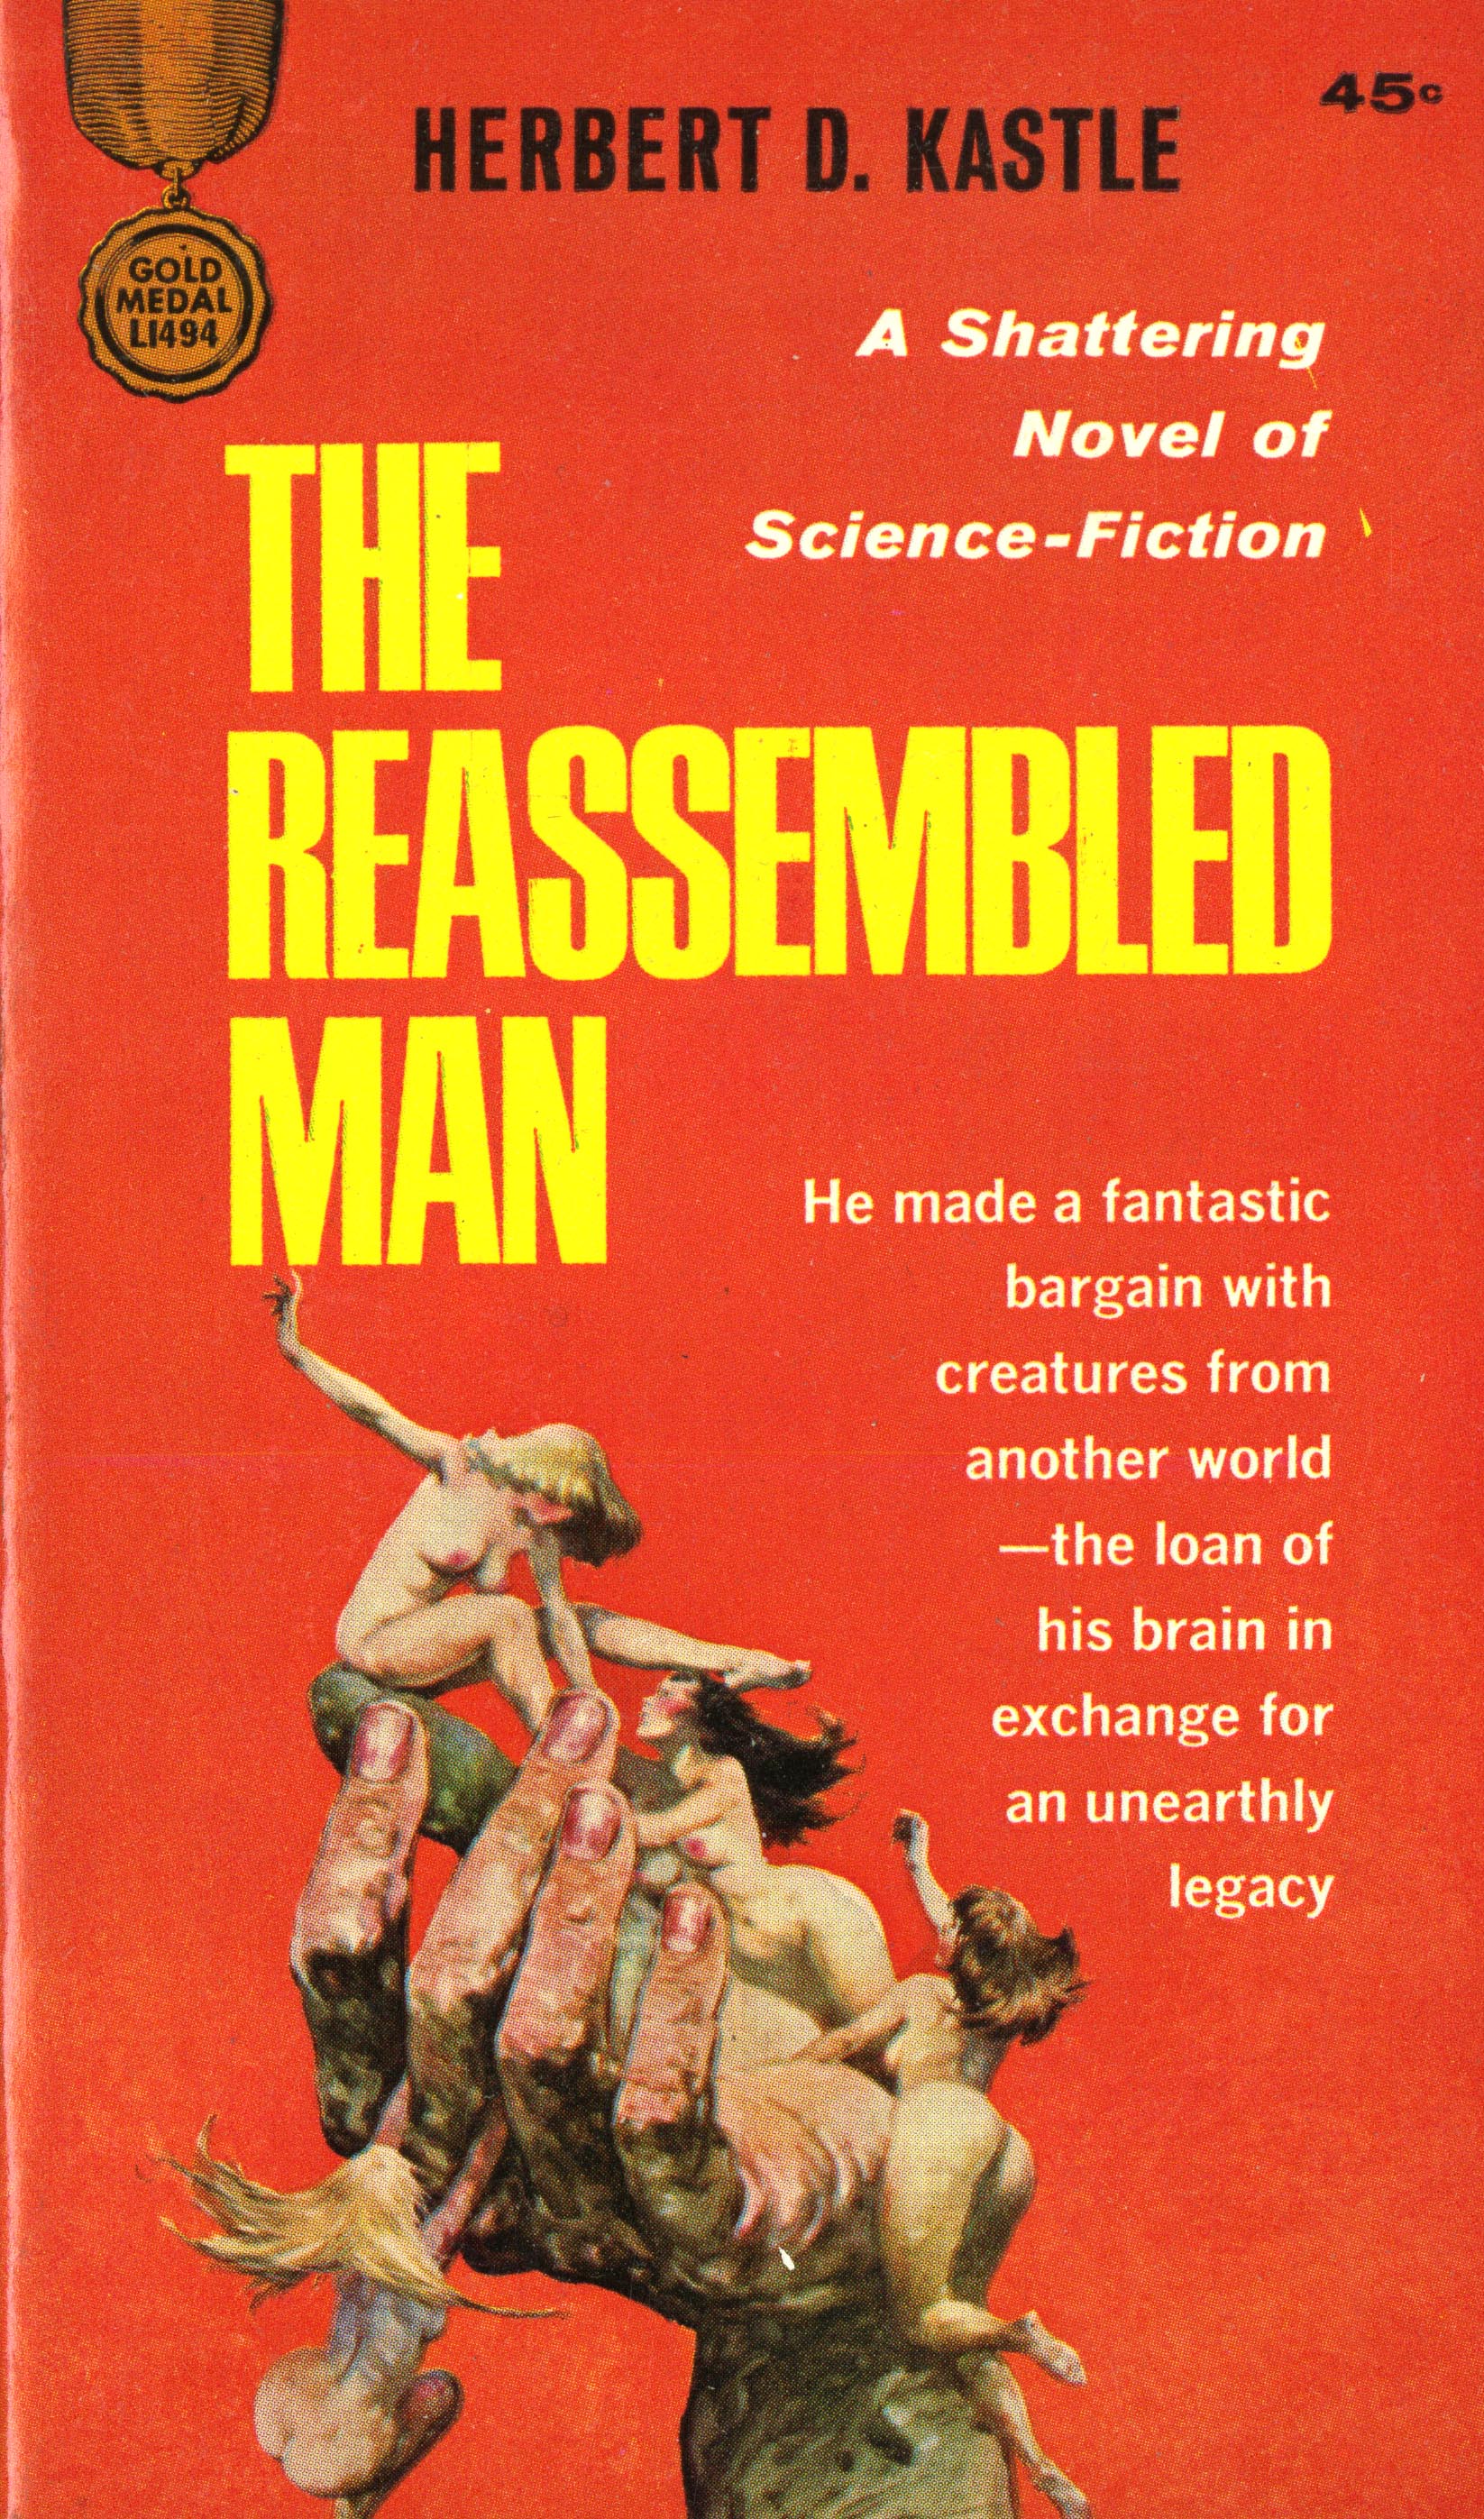 45c
HERBERT D. KASTLE
GOLD
MEDAL
L1494
A Shattering
Novel of
Science-Fiction
THE
REASSEMBLED
MAN
He made a fantastic
bargain with
creatures from
another world
—the loan of
his brain in
exchange for
an unearthly
legacy